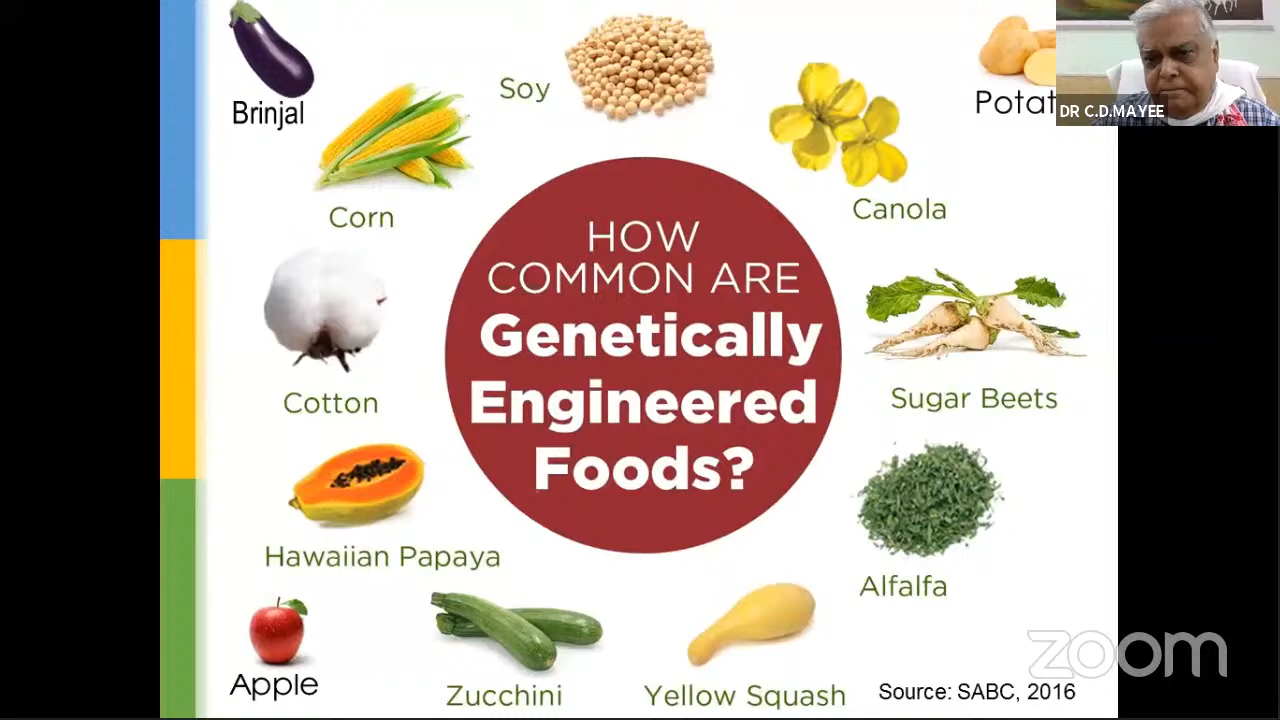 Brinjal
Soy
Potat
DR C.D.MAYEE
Corn
Canola
HOW
COMMON ARE
Genetically
Engineered
Foods?
Cotton
Sugar Beets
Hawaiian Papaya
Alfalfa
Apple
Zucchini
Yellow Squash
Source: SABC, 2016
zoom